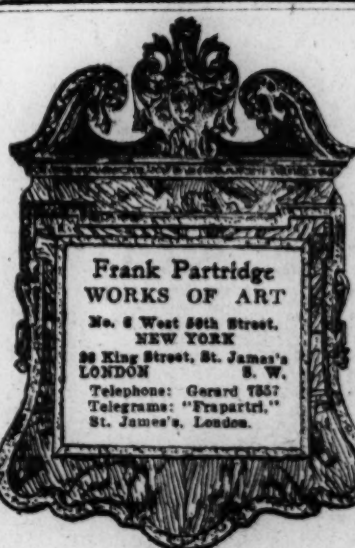 Frank Partridge
WORKS OF ART
No. 6 West 56th Street,
NEW YORK
26 King Street, St. James's
LONDON S. W.
Telephone: Gerard 7557
Telegrams: "Frapartri,"
St. James's, London.